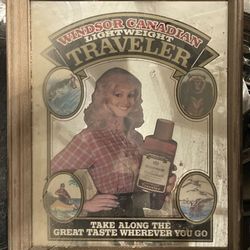 WINDSOR CANADIAN
LIGHTWEIGHT
TRAVELER
TAKE ALONG THE
GREAT TASTE WHEREVER YOU GO